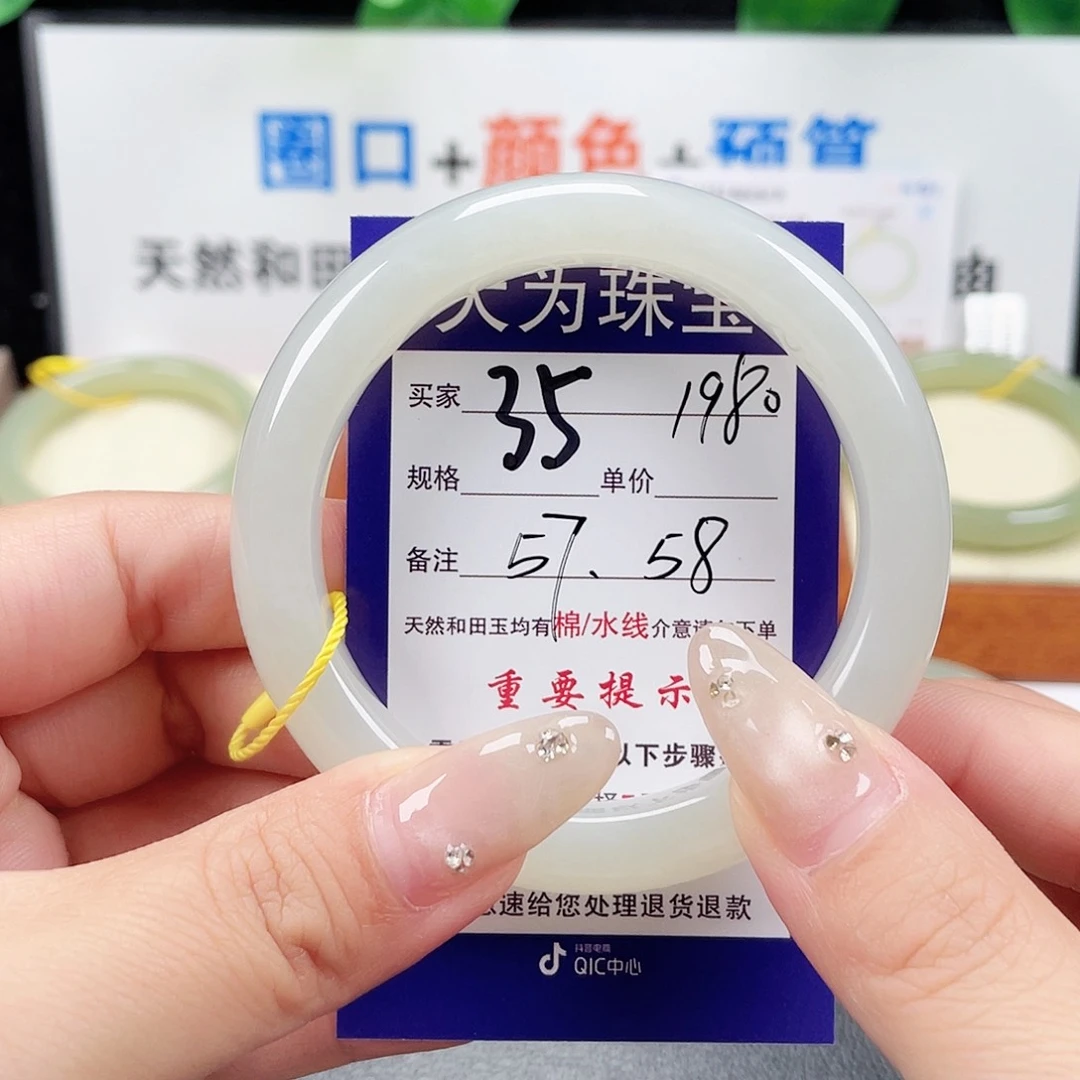 圈口+颜色+预算
天然和田
天为珠宝
买家 35 1980
规格 单价
备注 57、58
天然和田玉均有棉/水线介意请勿下单
重要提示
以下步骤
速给您处理退货退款
抖音电商
QIC中心